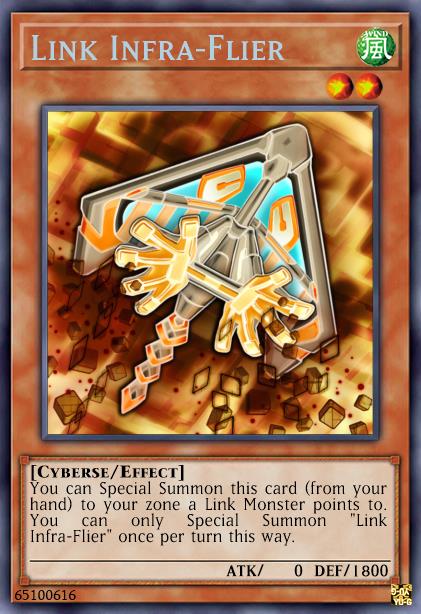 LINK INFRA-FLIER
WIND
風
[CYBERSE/EFFECT]
You can Special Summon this card (from your
hand) to your zone a Link Monster points to.
You can only Special Summon "Link
Infra-Flier" once per turn this way.
ATK/ 0 DEF/1800
65100616